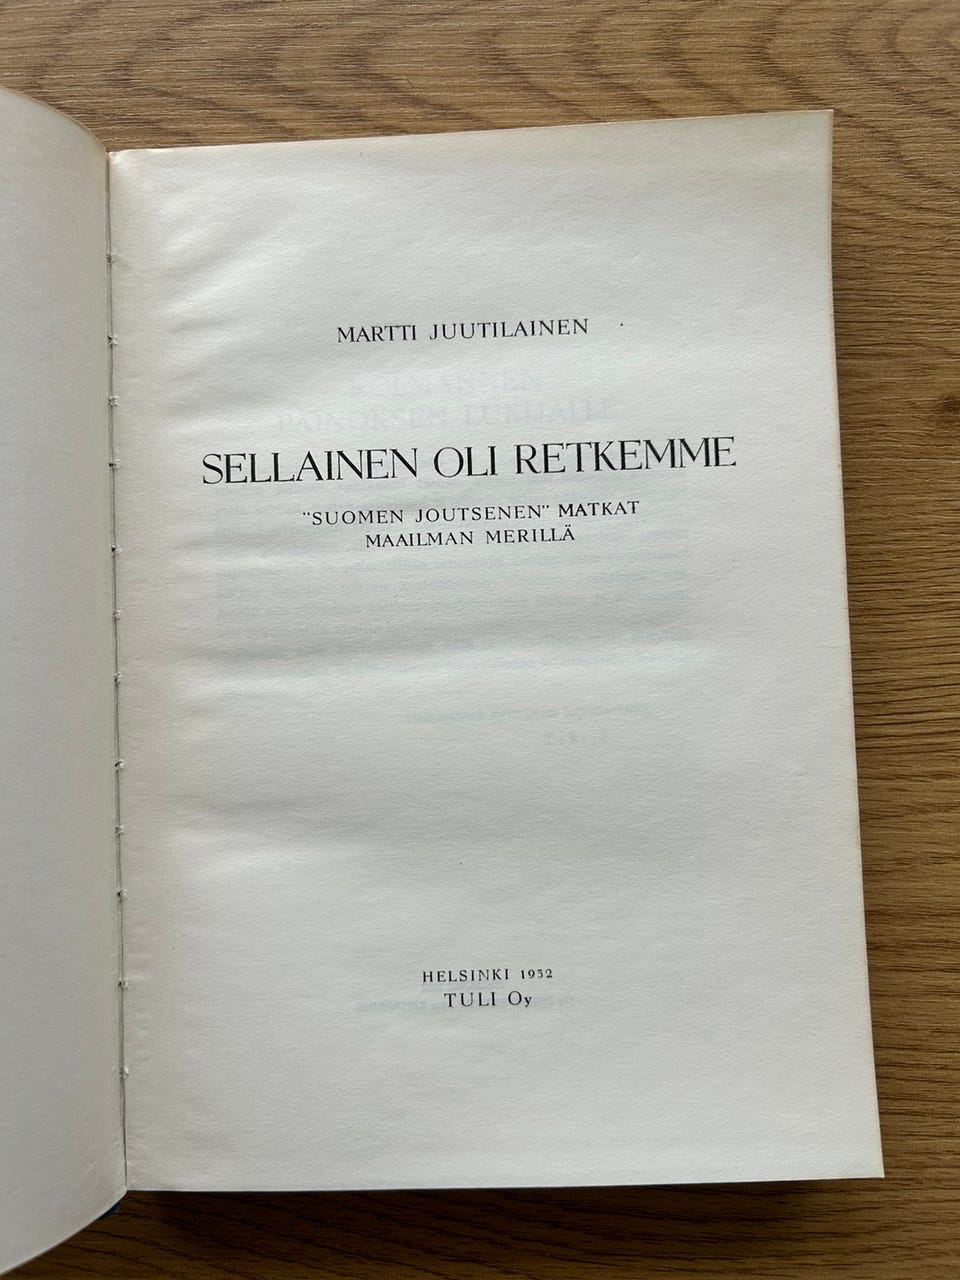 MARTTI JUUTILAINEN
SELLAINEN OLI RETKEMME
"SUOMEN JOUTSENEN" MATKAT
MAAILMAN MERILLÄ
HELSINKI 1952
TULI Oy